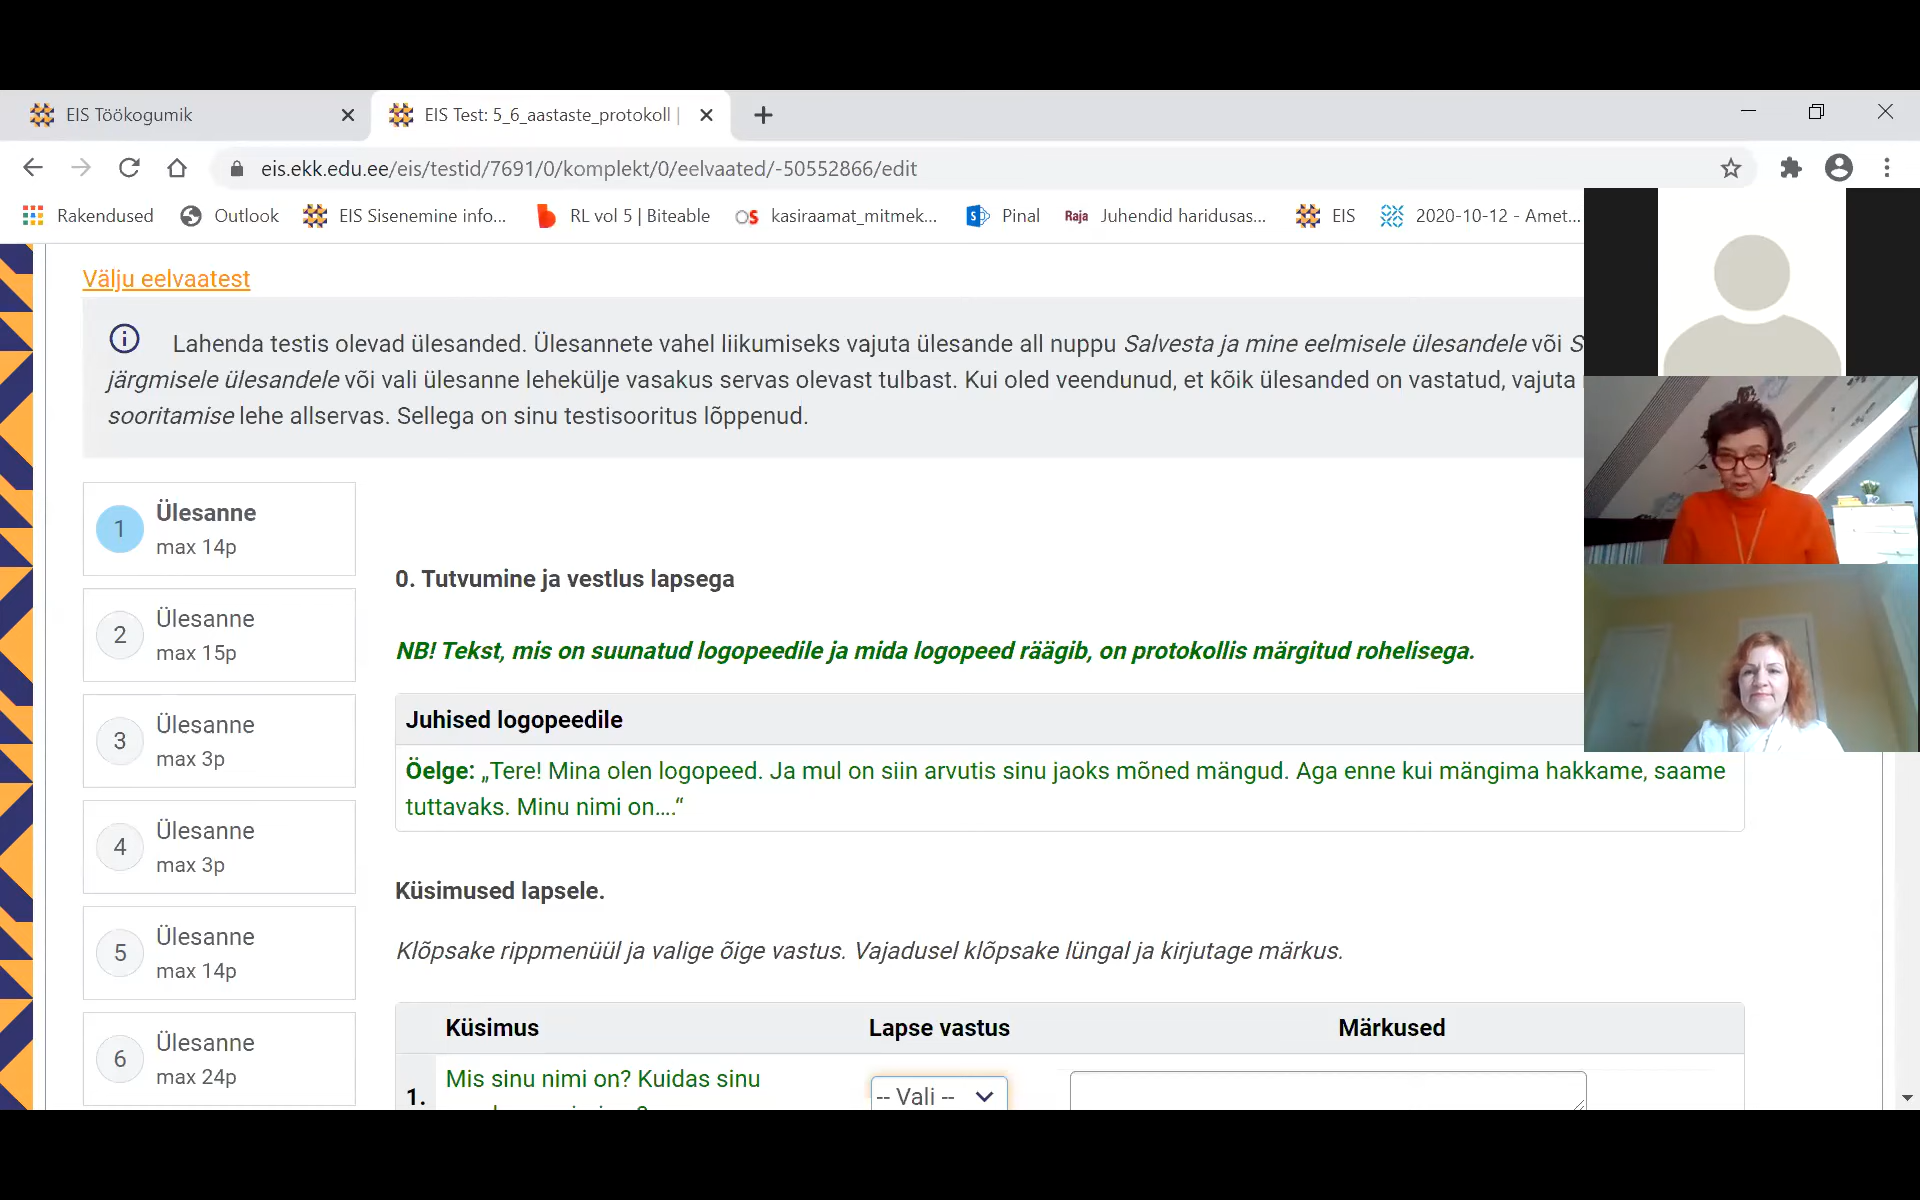 EIS Töökogumik
EIS Test: 5_6_aastaste_protokoll |
eis.ekk.edu.ee/eis/testid/7691/0/komplekt/0/eelvaated/-50552866/edit
Rakendused Outlook EIS Sisenemine info... RL vol 5 | Biteable kasiraamat_mitmek... Pinal Raja Juhendid haridusas... EIS 2020-10-12 - Amet...
Välju eelvaatest
Lahenda testis olevad ülesanded. Ülesannete vahel liikumiseks vajuta ülesande all nuppu Salvesta ja mine eelmisele ülesandele või S
järgmisele ülesandele või vali ülesanne lehekülje vasakus servas olevast tulbast. Kui oled veendunud, et kõik ülesanded on vastatud, vajuta
sooritamise lehe allservas. Sellega on sinu testisooritus lõppenud.
1 Ülesanne
max 14p
2 Ülesanne
max 15p
3 Ülesanne
max 3p
4 Ülesanne
max 3p
5 Ülesanne
max 14p
6 Ülesanne
max 24p
0. Tutvumine ja vestlus lapsega
NB! Tekst, mis on suunatud logopeedile ja mida logopeed räägib, on protokollis märgitud rohelisega.
Juhised logopeedile
Öelge: „Tere! Mina olen logopeed. Ja mul on siin arvutis sinu jaoks mõned mängud. Aga enne kui mängima hakkame, saame
tuttavaks. Minu nimi on....“
Küsimused lapsele.
Klõpsake rippmenüül ja valige õige vastus. Vajadusel klõpsake lüngal ja kirjutage märkus.
Küsimus Lapse vastus Märkused
1. Mis sinu nimi on? Kuidas sinu
-- Vali --